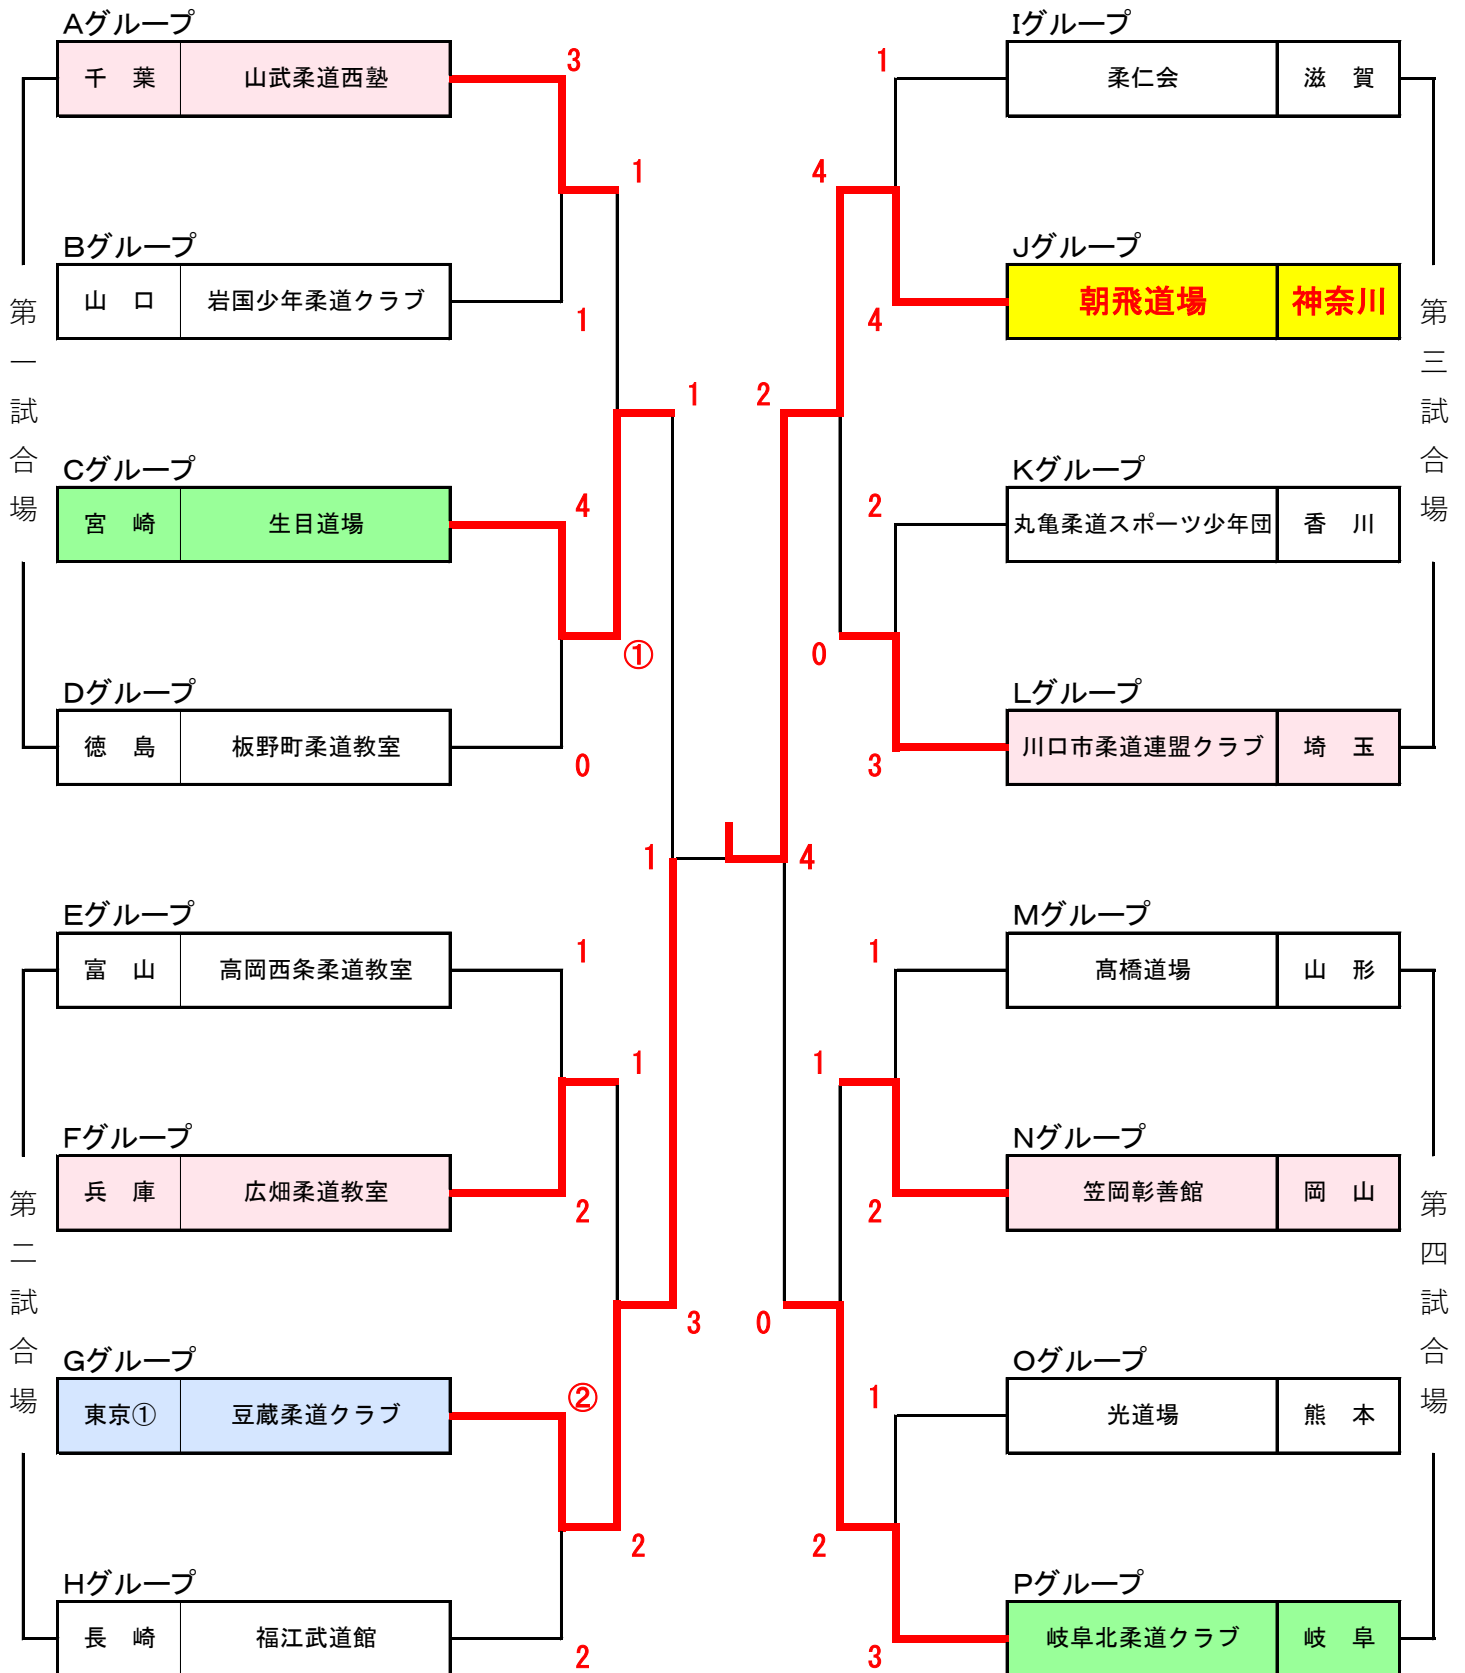 Aグループ
千 葉 山武柔道西塾
3
1
Bグループ
山 口 岩国少年柔道クラブ
1
第一試合場
1
Cグループ
宮 崎 生目道場
4
①
Dグループ
徳 島 板野町柔道教室
0
1
Eグループ
富 山 高岡西条柔道教室
1
1
Fグループ
兵 庫 広畑柔道教室
2
第二試合場
3
Gグループ
東京① 豆蔵柔道クラブ
②
2
Hグループ
長 崎 福江武道館
2
Iグループ
1
柔仁会 滋 賀
4
Jグループ
朝飛道場 神奈川
4
第三試合場
2
Kグループ
2
丸亀柔道スポーツ少年団 香 川
0
Lグループ
川口市柔道連盟クラブ 埼 玉
3
4
Mグループ
1
髙橋道場 山 形
1
Nグループ
笠岡彰善館 岡 山
2
第四試合場
0
Oグループ
1
光道場 熊 本
2
Pグループ
岐阜北柔道クラブ 岐 阜
3